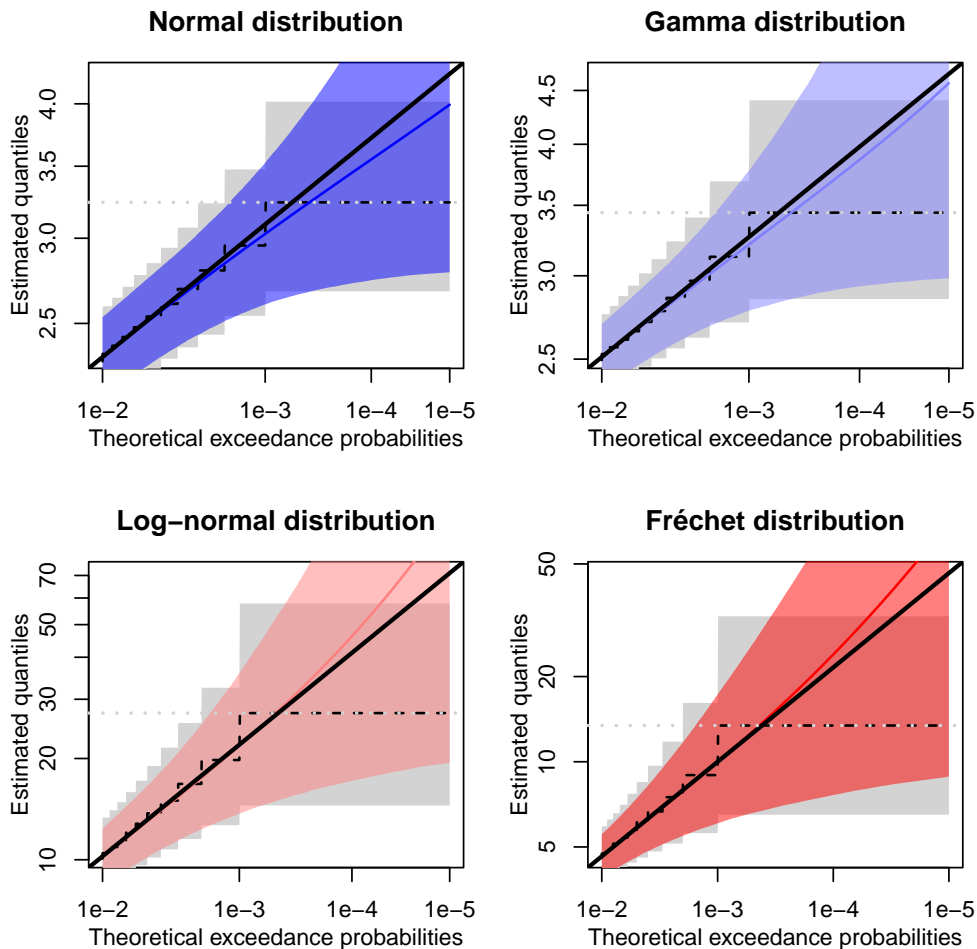 Normal distribution
Estimated quantiles
4.0
3.5
3.0
2.5
1e−2
1e−3
1e−4
1e−5
Theoretical exceedance probabilities
Gamma distribution
Estimated quantiles
4.5
4.0
3.5
3.0
2.5
1e−2
1e−3
1e−4
1e−5
Theoretical exceedance probabilities
Log−normal distribution
Estimated quantiles
70
50
30
20
10
1e−2
1e−3
1e−4
1e−5
Theoretical exceedance probabilities
Fréchet distribution
Estimated quantiles
50
20
10
5
1e−2
1e−3
1e−4
1e−5
Theoretical exceedance probabilities